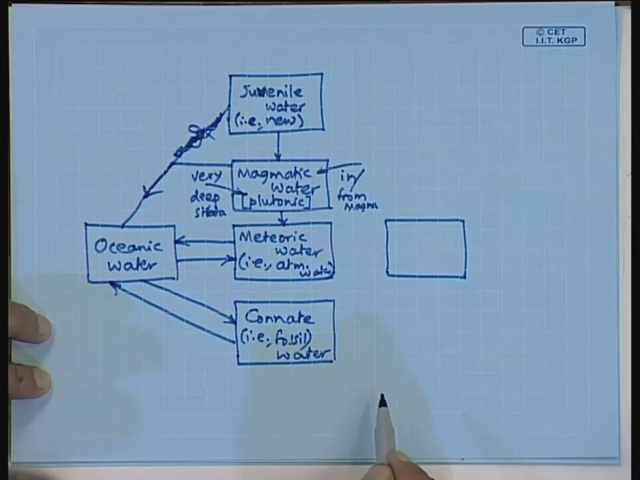 © CET
I.I.T. KGP
Juvenile
water
(i.e., new)
very
deep
strata
Magmatic
water
[plutonic]
in/
from
Magma
Oceanic
water
Meteoric
water
(i.e., atm.
water)
Connate
(i.e., fossil)
water